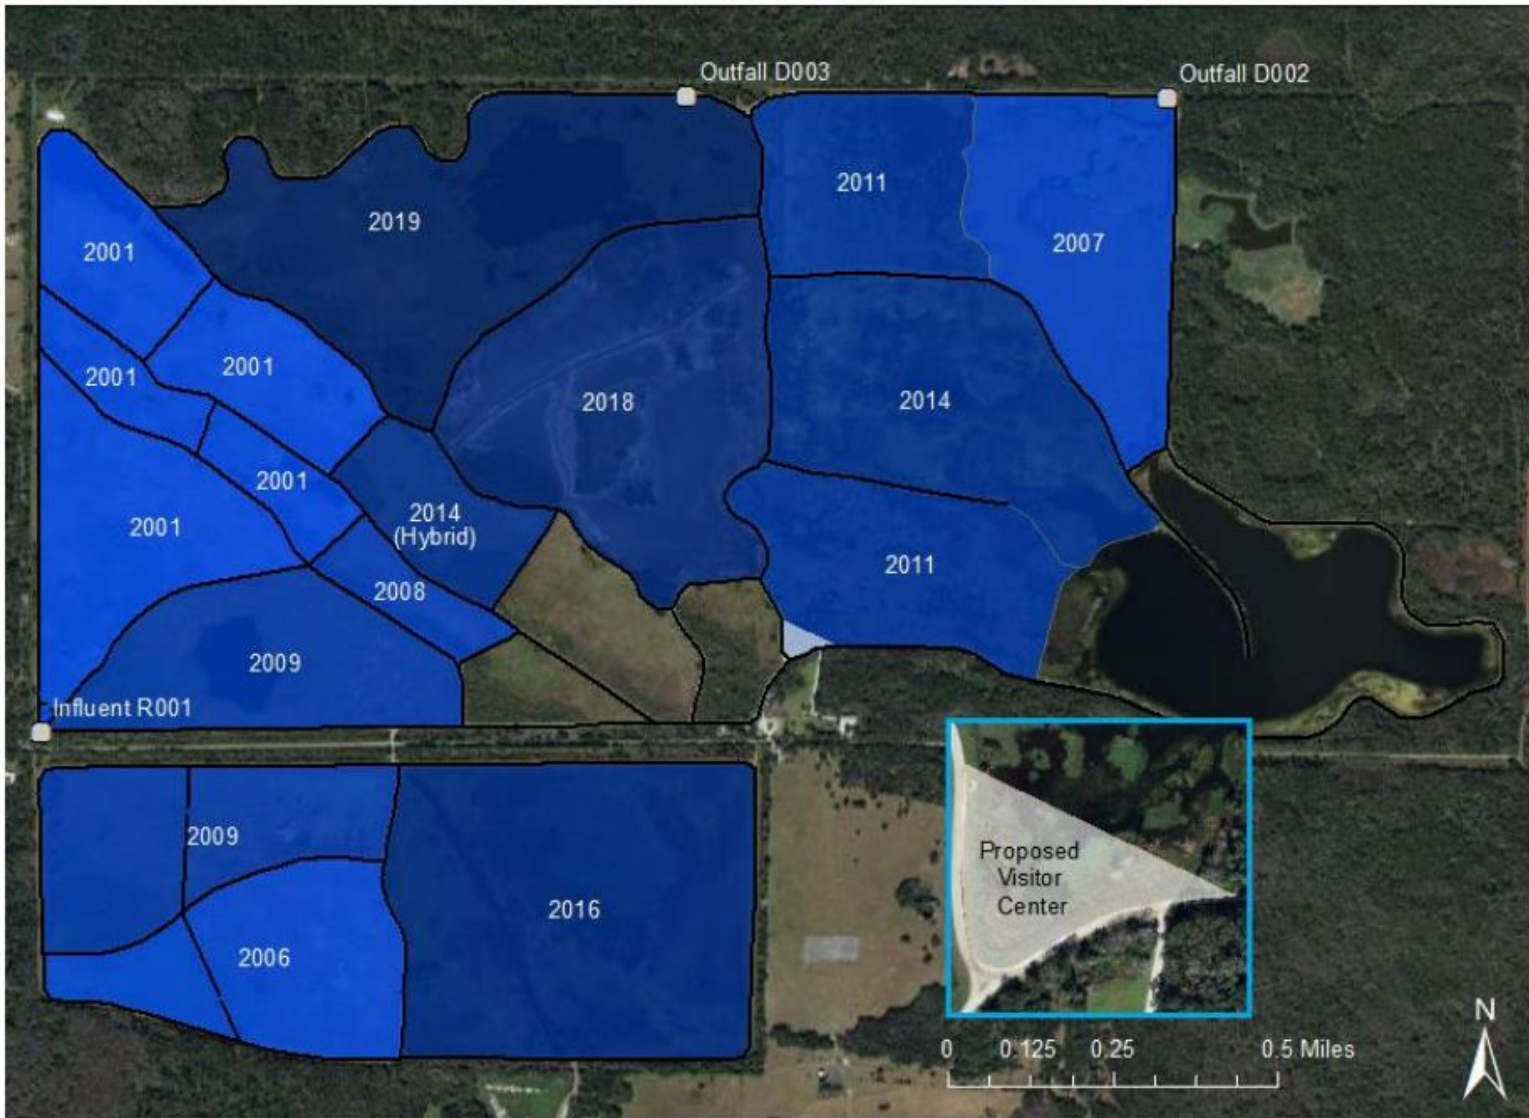 Outfall D003
Outfall D002
2011
2019
2007
2001
2001
2001
2018
2014
2001
2001
2014
(Hybrid)
2011
2008
2009
Influent R001
2009
2016
2006
Proposed
Visitor
Center
N
0 0.125 0.25 0.5 Miles